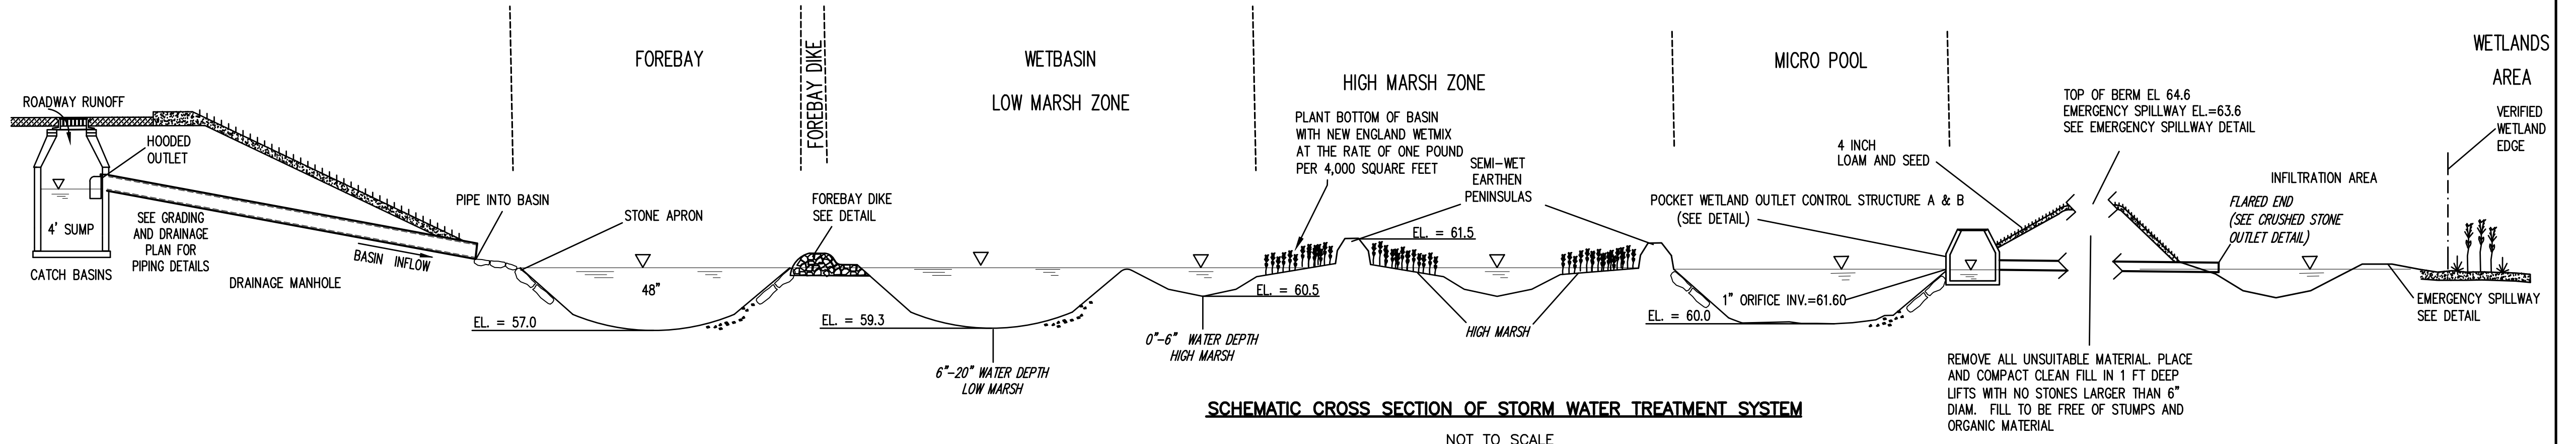 ROADWAY RUNOFF
HOODED
OUTLET
4' SUMP
CATCH BASINS
SEE GRADING
AND DRAINAGE
PLAN FOR
PIPING DETAILS
DRAINAGE MANHOLE
BASIN INFLOW
PIPE INTO BASIN
FOREBAY
STONE APRON
48"
EL. = 57.0
FOREBAY DIKE
FOREBAY DIKE
SEE DETAIL
WETBASIN
LOW MARSH ZONE
EL. = 59.3
6"-20" WATER DEPTH
LOW MARSH
0"-6" WATER DEPTH
HIGH MARSH
EL. = 60.5
HIGH MARSH ZONE
PLANT BOTTOM OF BASIN
WITH NEW ENGLAND WETMIX
AT THE RATE OF ONE POUND
PER 4,000 SQUARE FEET
SEMI-WET
EARTHEN
PENINSULAS
EL. = 61.5
HIGH MARSH
MICRO POOL
POCKET WETLAND OUTLET CONTROL STRUCTURE A & B
(SEE DETAIL)
1" ORIFICE INV.=61.60
EL. = 60.0
4 INCH
LOAM AND SEED
TOP OF BERM EL 64.6
EMERGENCY SPILLWAY EL.=63.6
SEE EMERGENCY SPILLWAY DETAIL
REMOVE ALL UNSUITABLE MATERIAL. PLACE
AND COMPACT CLEAN FILL IN 1 FT DEEP
LIFTS WITH NO STONES LARGER THAN 6"
DIAM. FILL TO BE FREE OF STUMPS AND
ORGANIC MATERIAL
INFILTRATION AREA
FLARED END
(SEE CRUSHED STONE
OUTLET DETAIL)
WETLANDS
AREA
VERIFIED
WETLAND
EDGE
EMERGENCY SPILLWAY
SEE DETAIL
SCHEMATIC CROSS SECTION OF STORM WATER TREATMENT SYSTEM
NOT TO SCALE